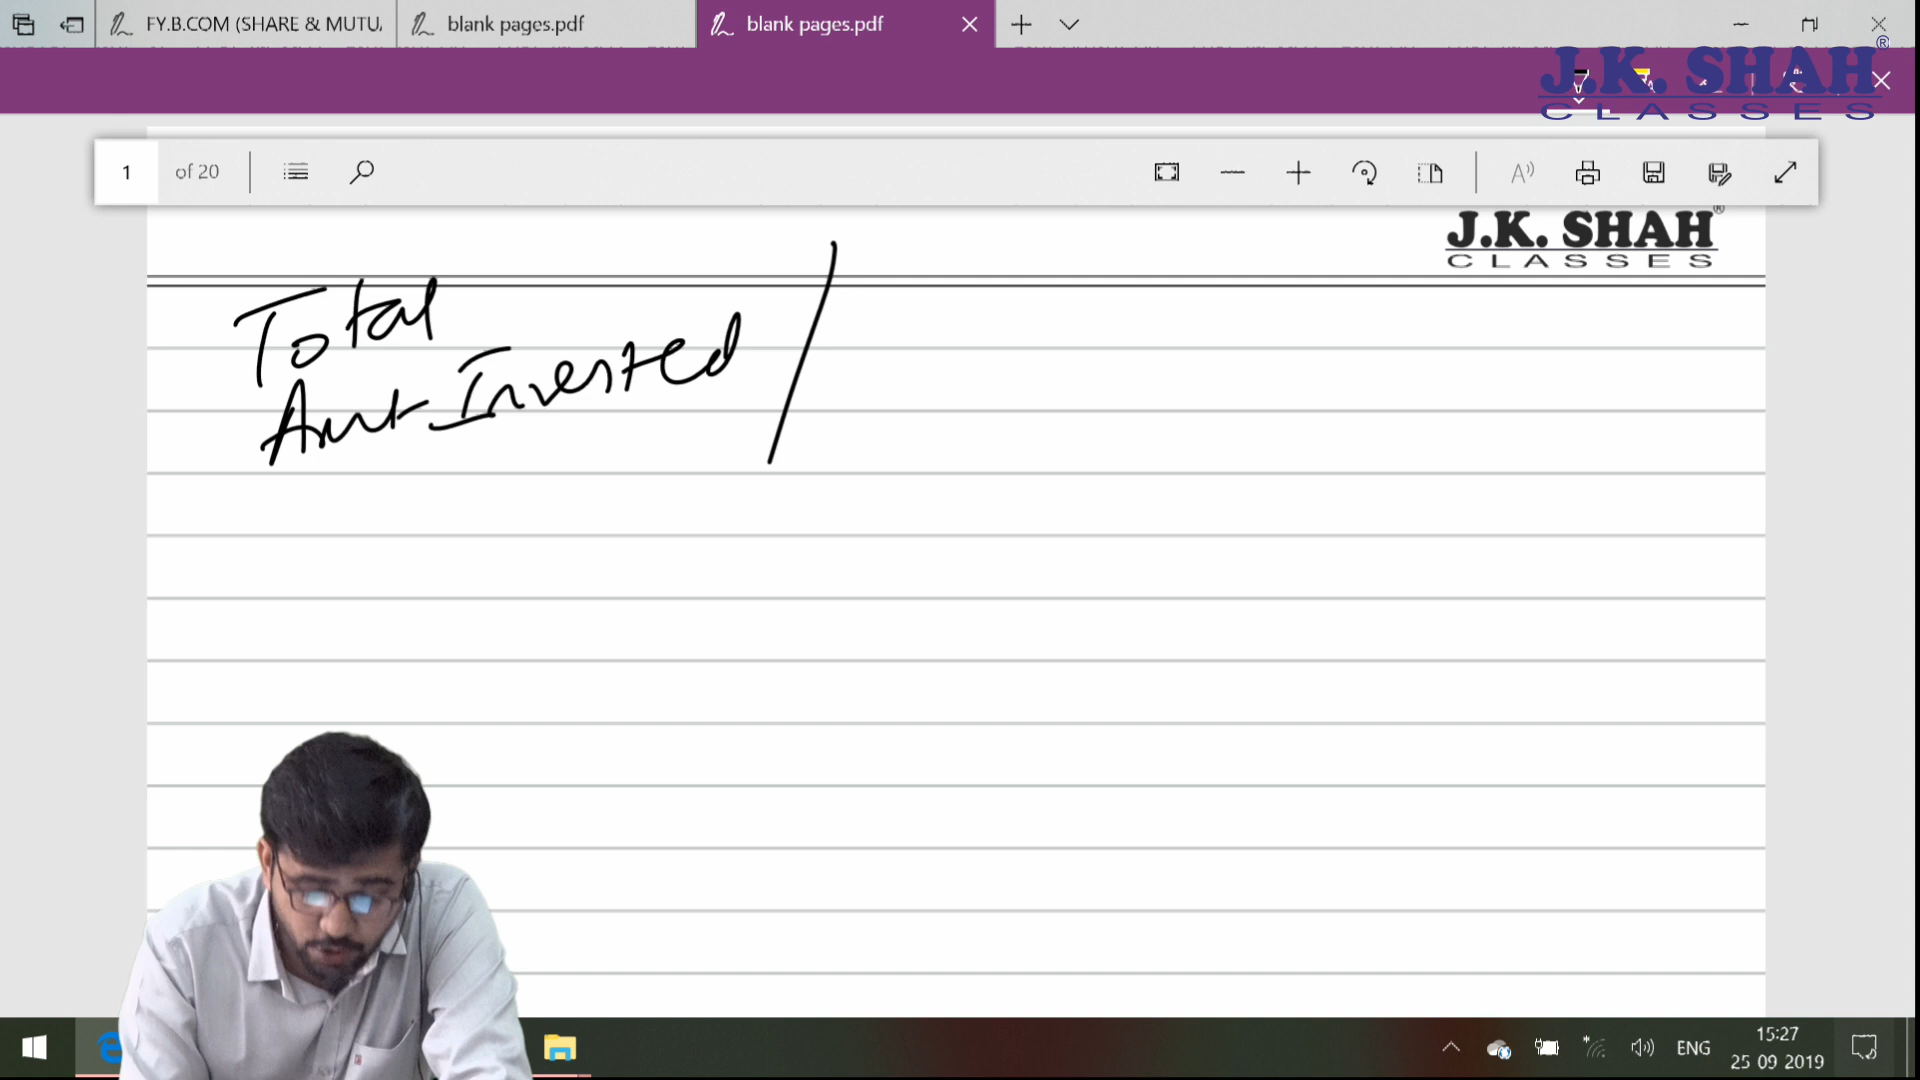 FY.B.COM (SHARE & MUTU
blank pages.pdf
blank pages.pdf
J.K. SHAH®
CLASSES
1 of 20
J.K. SHAH®
CLASSES
Total
Amt Invested /
ENG
15:27
25 09 2019